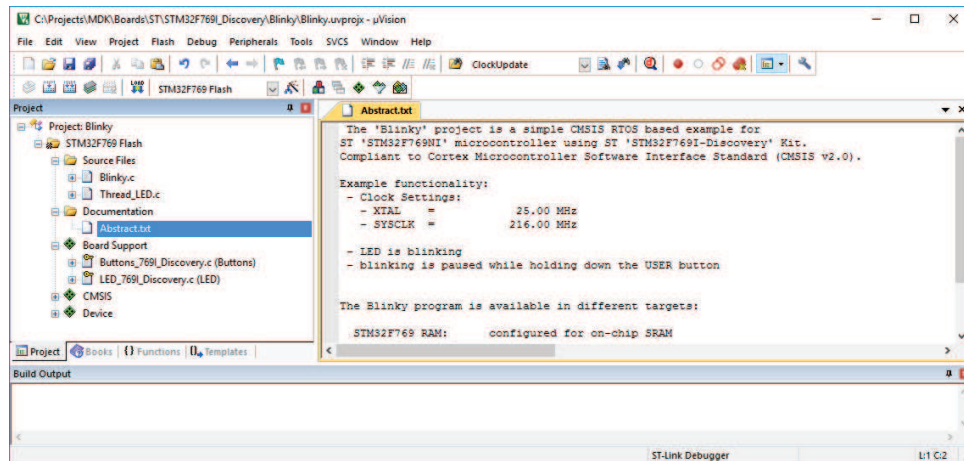 C:\Projects\MDK\Boards\ST\STM32F769I_Discovery\Blinky\Blinky.uvprojx - µVision
File Edit View Project Flash Debug Peripherals Tools SVCS Window Help
ClockUpdate
LOAD STM32F769 Flash
Project
Abstract.txt
Project: Blinky
STM32F769 Flash
Source Files
Blinky.c
Thread_LED.c
Documentation
Abstract.txt
Board Support
Buttons_769I_Discovery.c (Buttons)
LED_769I_Discovery.c (LED)
CMSIS
Device
Project Books {} Functions 0 Templates
The 'Blinky' project is a simple CMSIS RTOS based example for
ST 'STM32F769NI' microcontroller using ST 'STM32F769I-Discovery' Kit.
Compliant to Cortex Microcontroller Software Interface Standard (CMSIS v2.0).
Example functionality:
- Clock Settings:
- XTAL = 25.00 MHz
- SYSCLK = 216.00 MHz
- LED is blinking
- blinking is paused while holding down the USER button
The Blinky program is available in different targets:
STM32F769 RAM: configured for on-chip SRAM
Build Output
ST-Link Debugger L:1 C:2